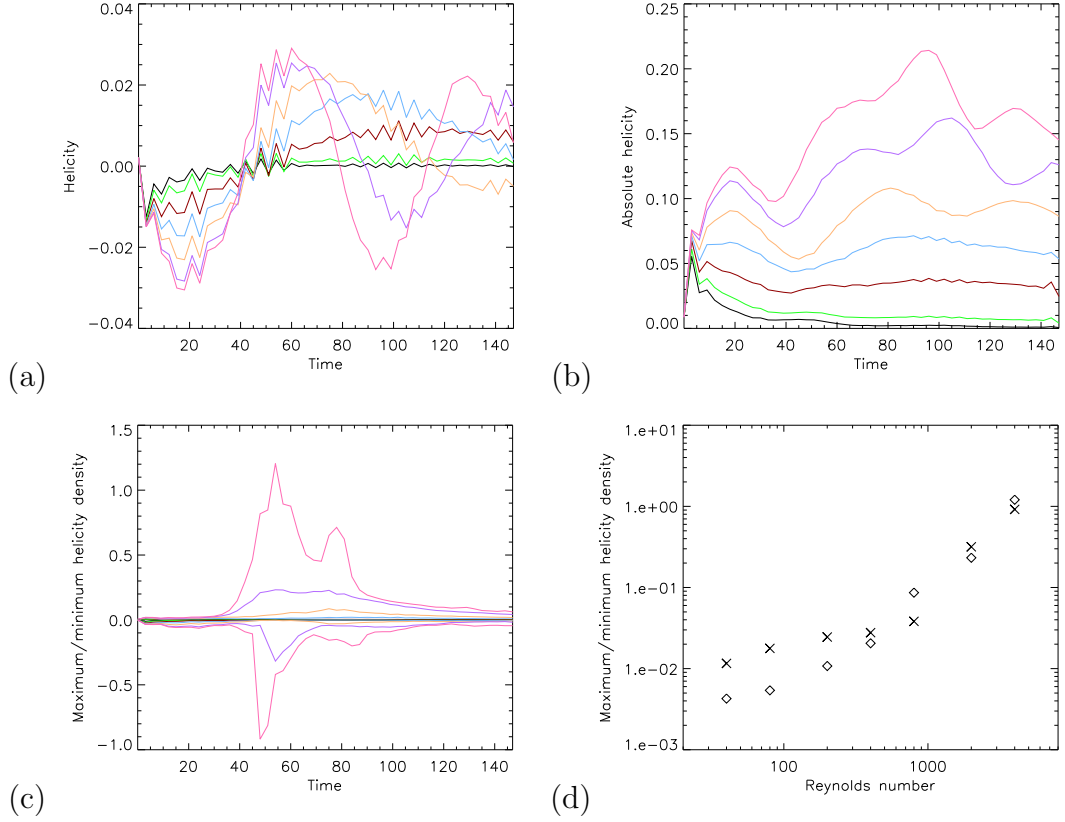 0.04
0.02
0.00
−0.02
−0.04
Helicity
20 40 60 80 100 120 140
Time
(a)
0.25
0.20
0.15
0.10
0.05
0.00
Absolute helicity
20 40 60 80 100 120 140
Time
(b)
1.5
1.0
0.5
0.0
−0.5
−1.0
Maximum/minimum helicity density
20 40 60 80 100 120 140
Time
(c)
1.e+01
1.e+00
1.e−01
1.e−02
1.e−03
Maximum/minimum helicity density
100 1000
Reynolds number
(d)